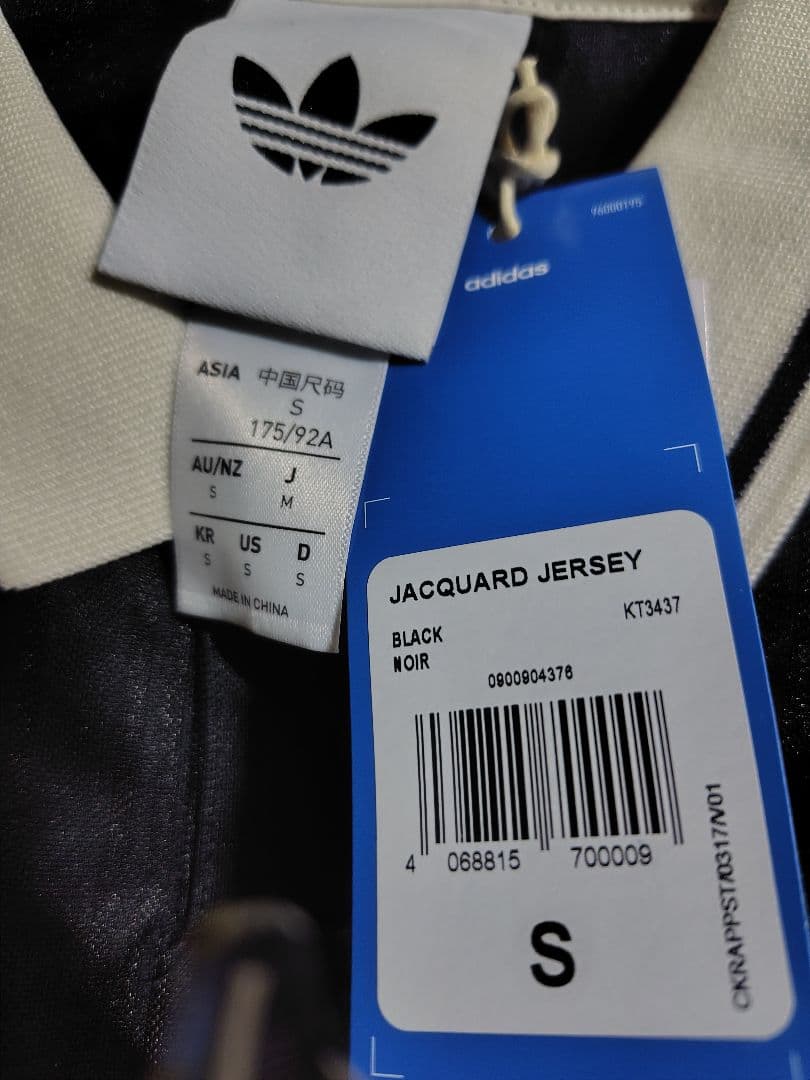 96000195
adidas
ASIA 中国尺码
S
175/92A
AU/NZ J
S M
KR US D
S S S
MADE IN CHINA
JACQUARD JERSEY
KT3437
BLACK
NOIR
0900904376
4 068815 700009
S
CKRAPPST/0317/V01